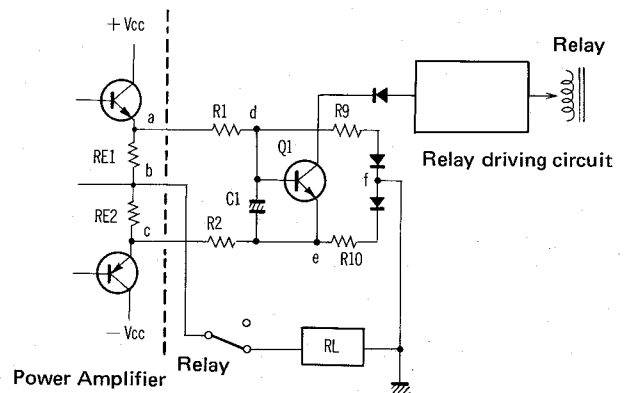 + Vcc
Relay
a
R1
d
R9
Relay driving circuit
RE1
Q1
b
f
C1
RE2
c
R2
e
R10
− Vcc
Relay
RL
Power Amplifier